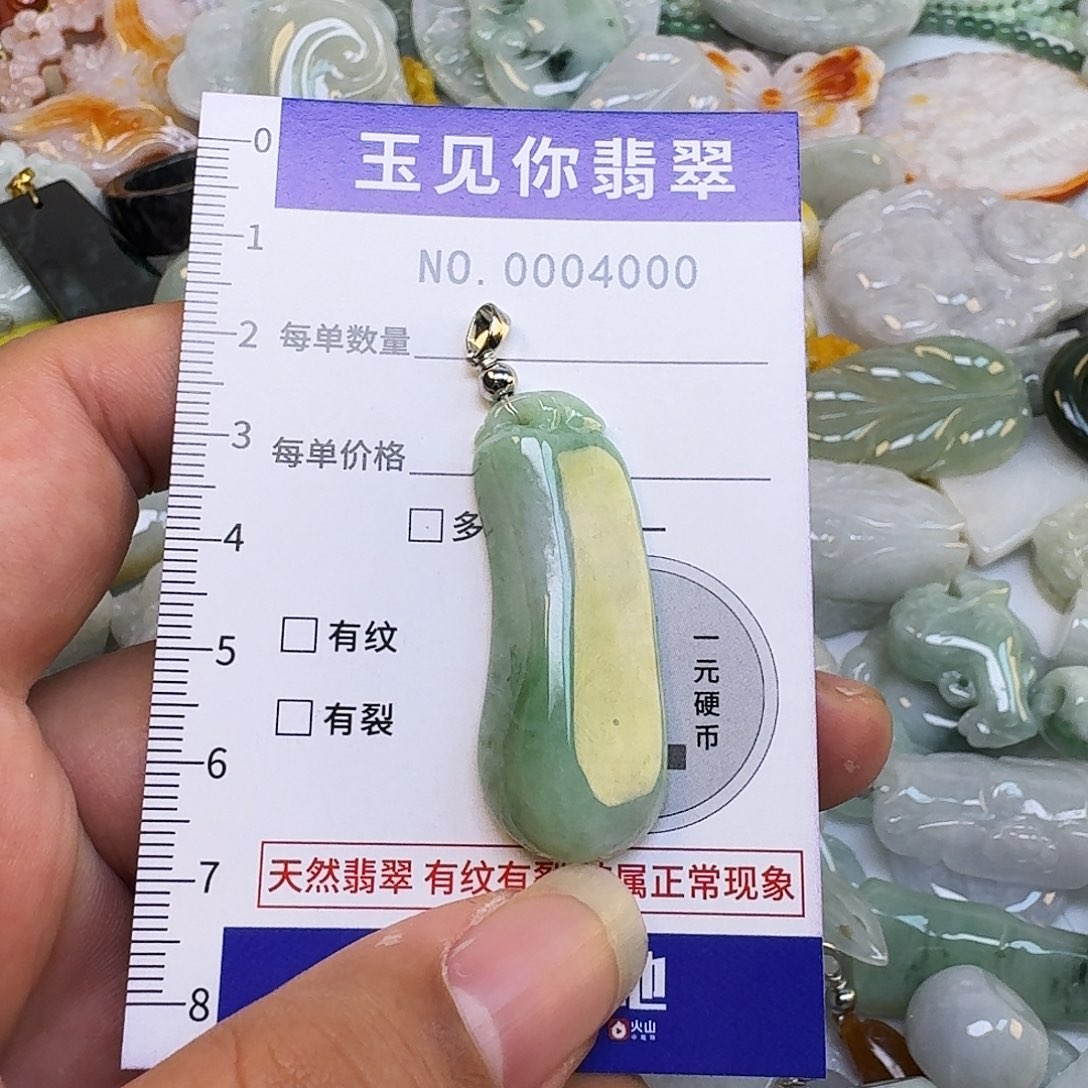 玉见你翡翠
NO. 0004000
0
1
2
3
4
5
6
7
8
每单数量
每单价格
多
有纹
有裂
一元硬币
天然翡翠 有纹有裂 属正常现象
火山